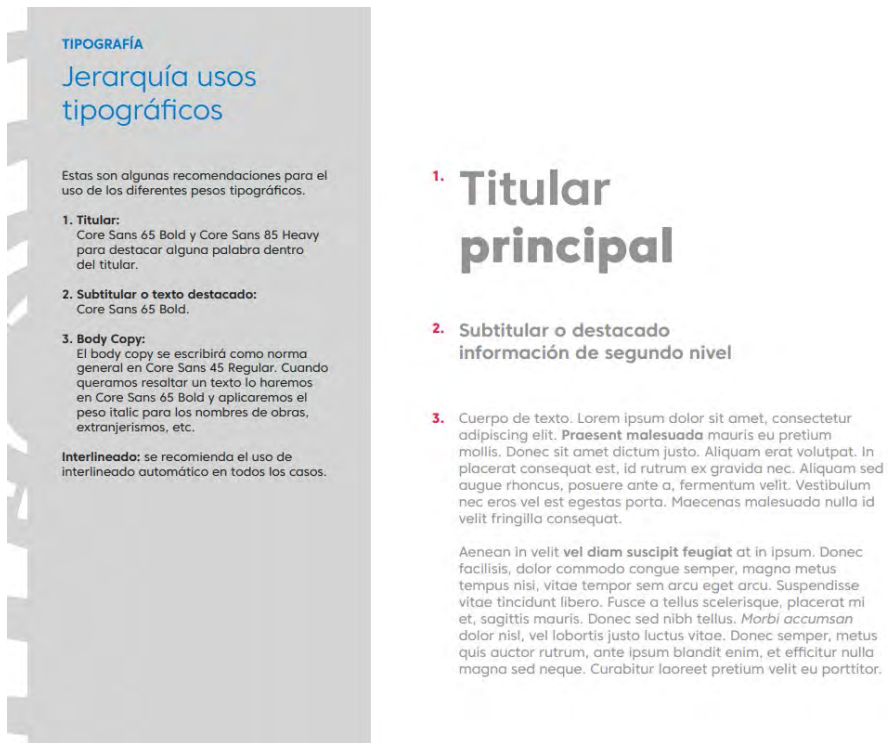 TIPOGRAFÍA
Jerarquía usos
tipográficos
Estas son algunas recomendaciones para el
uso de los diferentes pesos tipográficos.
1. Titular:
Core Sans 65 Bold y Core Sans 85 Heavy
para destacar alguna palabra dentro
del titular.
2. Subtitular o texto destacado:
Core Sans 65 Bold.
3. Body Copy:
El body copy se escribirá como norma
general en Core Sans 45 Regular. Cuando
queramos resaltar un texto lo haremos
en Core Sans 65 Bold y aplicaremos el
peso italic para los nombres de obras,
extranjerismos, etc.
Interlineado: se recomienda el uso de
interlineado automático en todos los casos.
1. Titular
principal
2. Subtitular o destacado
información de segundo nivel
3. Cuerpo de texto. Lorem ipsum dolor sit amet, consectetur
adipiscing elit. Praesent malesuada mauris eu pretium
mollis. Donec sit amet dictum justo. Aliquam erat volutpat. In
placerat consequat est, id rutrum ex gravida nec. Aliquam sed
augue rhoncus, posuere ante a, fermentum velit. Vestibulum
nec eros vel est egestas porta. Maecenas malesuada nulla id
velit fringilla consequat.
Aenean in velit vel diam suscipit feugiat at in ipsum. Donec
facilisis, dolor commodo congue semper, magna metus
tempus nisi, vitae tempor sem arcu eget arcu. Suspendisse
vitae tincidunt libero. Fusce a tellus scelerisque, placerat mi
et, sagittis mauris. Donec sed nibh tellus. Morbi accumsan
dolor nisl, vel lobortis justo luctus vitae. Donec semper, metus
quis auctor rutrum, ante ipsum blandit enim, et efficitur nulla
magna sed neque. Curabitur laoreet pretium velit eu porttitor.